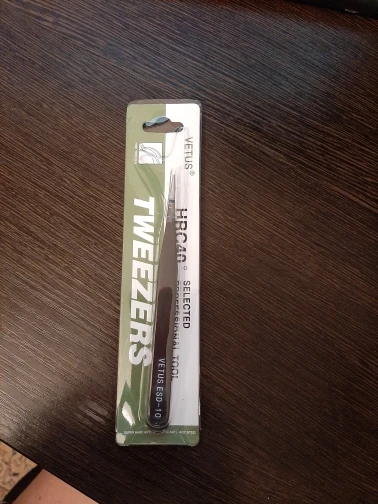 VETUS®
HRC40°
SELECTED
PROFESSIONAL TOOL
TWEEZERS
VETUS ESD-10